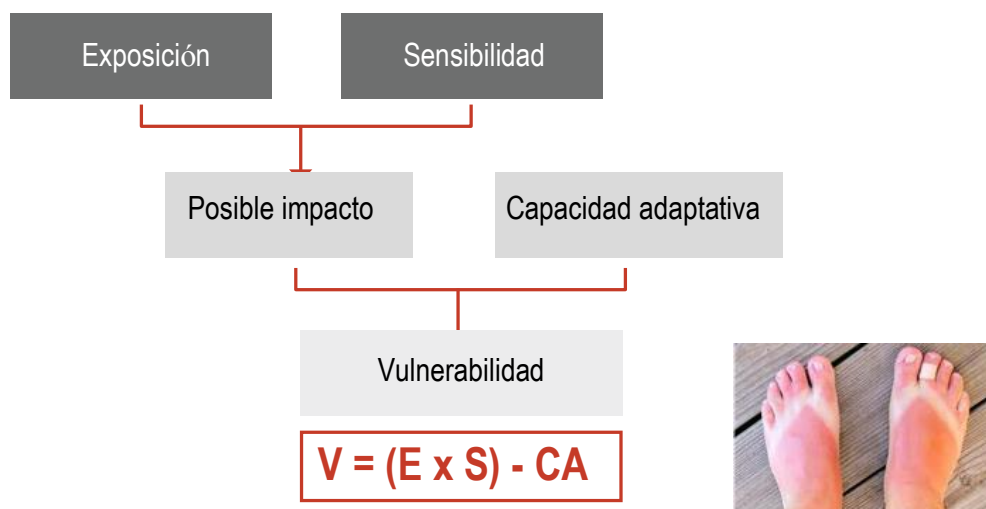 Exposición
Sensibilidad
Posible impacto
Capacidad adaptativa
Vulnerabilidad
V = (E x S) - CA